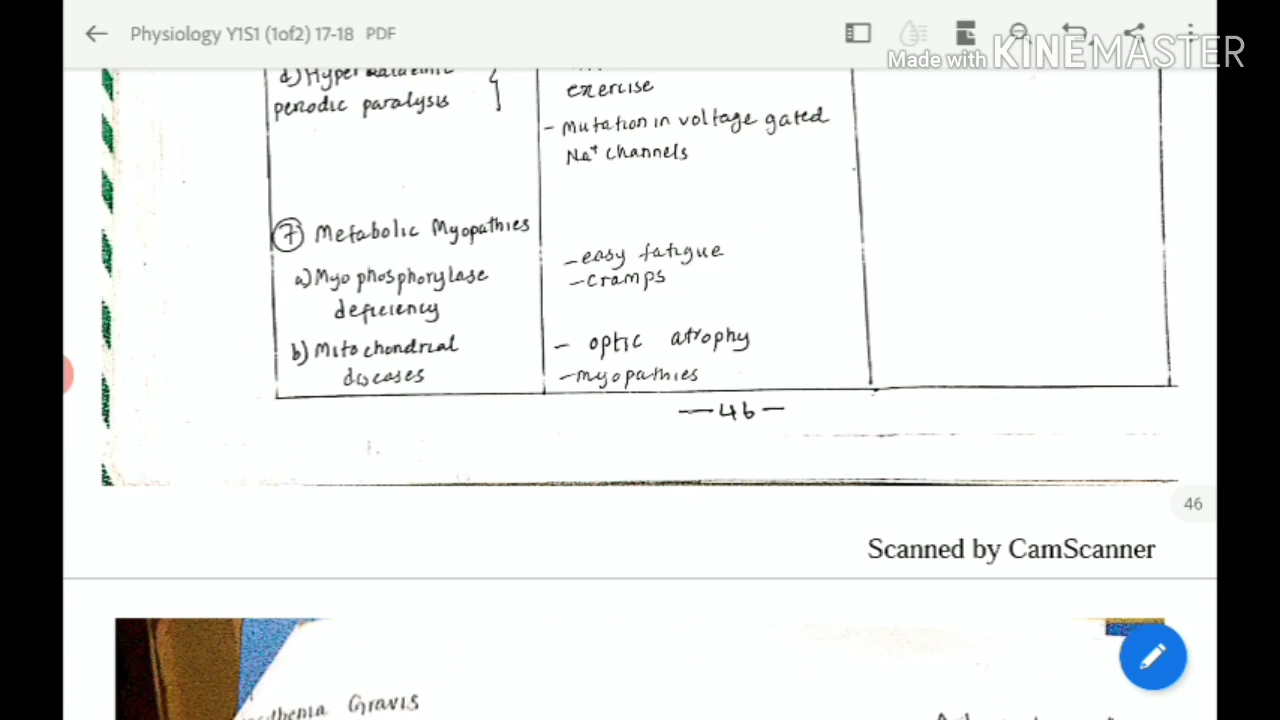 Physiology Y1S1 (1of2) 17-18 PDF
Made with KINEMASTER
d) Hyper
periodic paralysis
exercise
- Mutation in voltage gated
Na+ channels
7 Metabolic Myopathies
a) Myophosphorylase
deficiency
- easy fatigue
- cramps
b) Mitochondrial
diseases
- optic atrophy
- myopathies
— 46 —
46
Scanned by CamScanner
Gravis